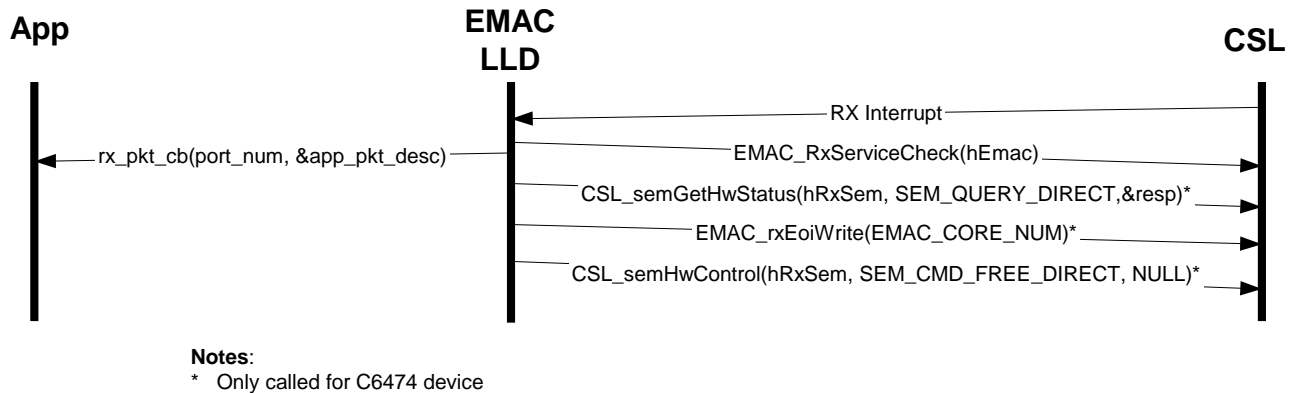 App
EMAC
LLD
CSL
RX Interrupt
rx_pkt_cb(port_num, &app_pkt_desc)
EMAC_RxServiceCheck(hEmac)
CSL_semGetHwStatus(hRxSem, SEM_QUERY_DIRECT,&resp)*
EMAC_rxEoiWrite(EMAC_CORE_NUM)*
CSL_semHwControl(hRxSem, SEM_CMD_FREE_DIRECT, NULL)*
Notes:
* Only called for C6474 device